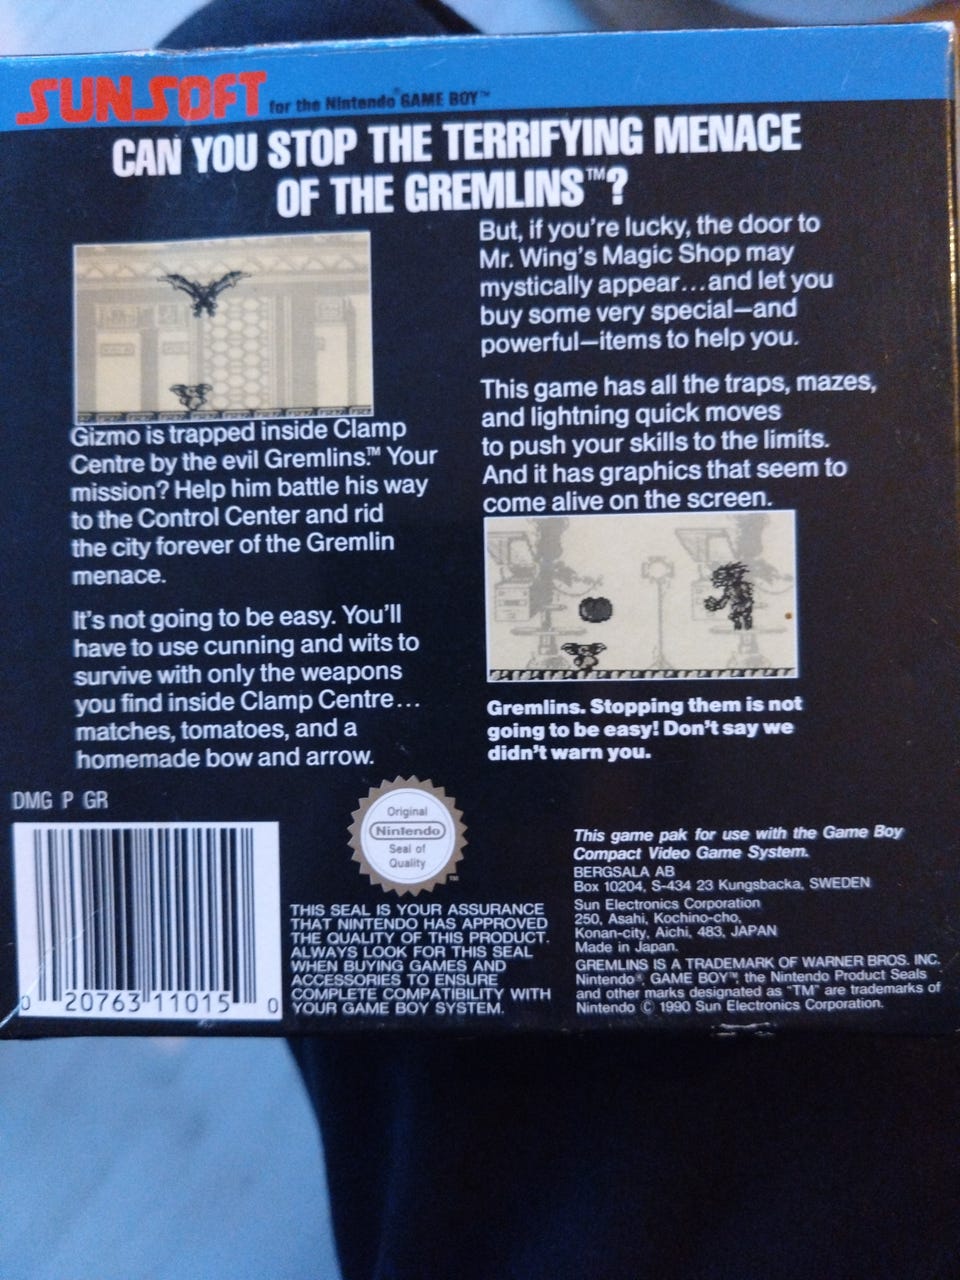 SUNSOFT for the Nintendo® GAME BOY™
CAN YOU STOP THE TERRIFYING MENACE
OF THE GREMLINS™?
Gizmo is trapped inside Clamp
Centre by the evil Gremlins.™ Your
mission? Help him battle his way
to the Control Center and rid
the city forever of the Gremlin
menace.
It's not going to be easy. You'll
have to use cunning and wits to
survive with only the weapons
you find inside Clamp Centre...
matches, tomatoes, and a
homemade bow and arrow.
But, if you're lucky, the door to
Mr. Wing's Magic Shop may
mystically appear...and let you
buy some very special—and
powerful—items to help you.
This game has all the traps, mazes,
and lightning quick moves
to push your skills to the limits.
And it has graphics that seem to
come alive on the screen.
Gremlins. Stopping them is not
going to be easy! Don't say we
didn't warn you.
DMG P GR
0 20763 11015 0
Original
Nintendo
Seal of
Quality
TM
THIS SEAL IS YOUR ASSURANCE
THAT NINTENDO HAS APPROVED
THE QUALITY OF THIS PRODUCT.
ALWAYS LOOK FOR THIS SEAL
WHEN BUYING GAMES AND
ACCESSORIES TO ENSURE
COMPLETE COMPATIBILITY WITH
YOUR GAME BOY SYSTEM.
This game pak for use with the Game Boy
Compact Video Game System.
BERGSALA AB
Box 10204, S-434 23 Kungsbacka, SWEDEN
Sun Electronics Corporation
250, Asahi, Kochino-cho,
Konan-city, Aichi, 483, JAPAN
Made in Japan.
GREMLINS IS A TRADEMARK OF WARNER BROS. INC.
Nintendo®, GAME BOY™, the Nintendo Product Seals
and other marks designated as "TM" are trademarks of
Nintendo © 1990 Sun Electronics Corporation.